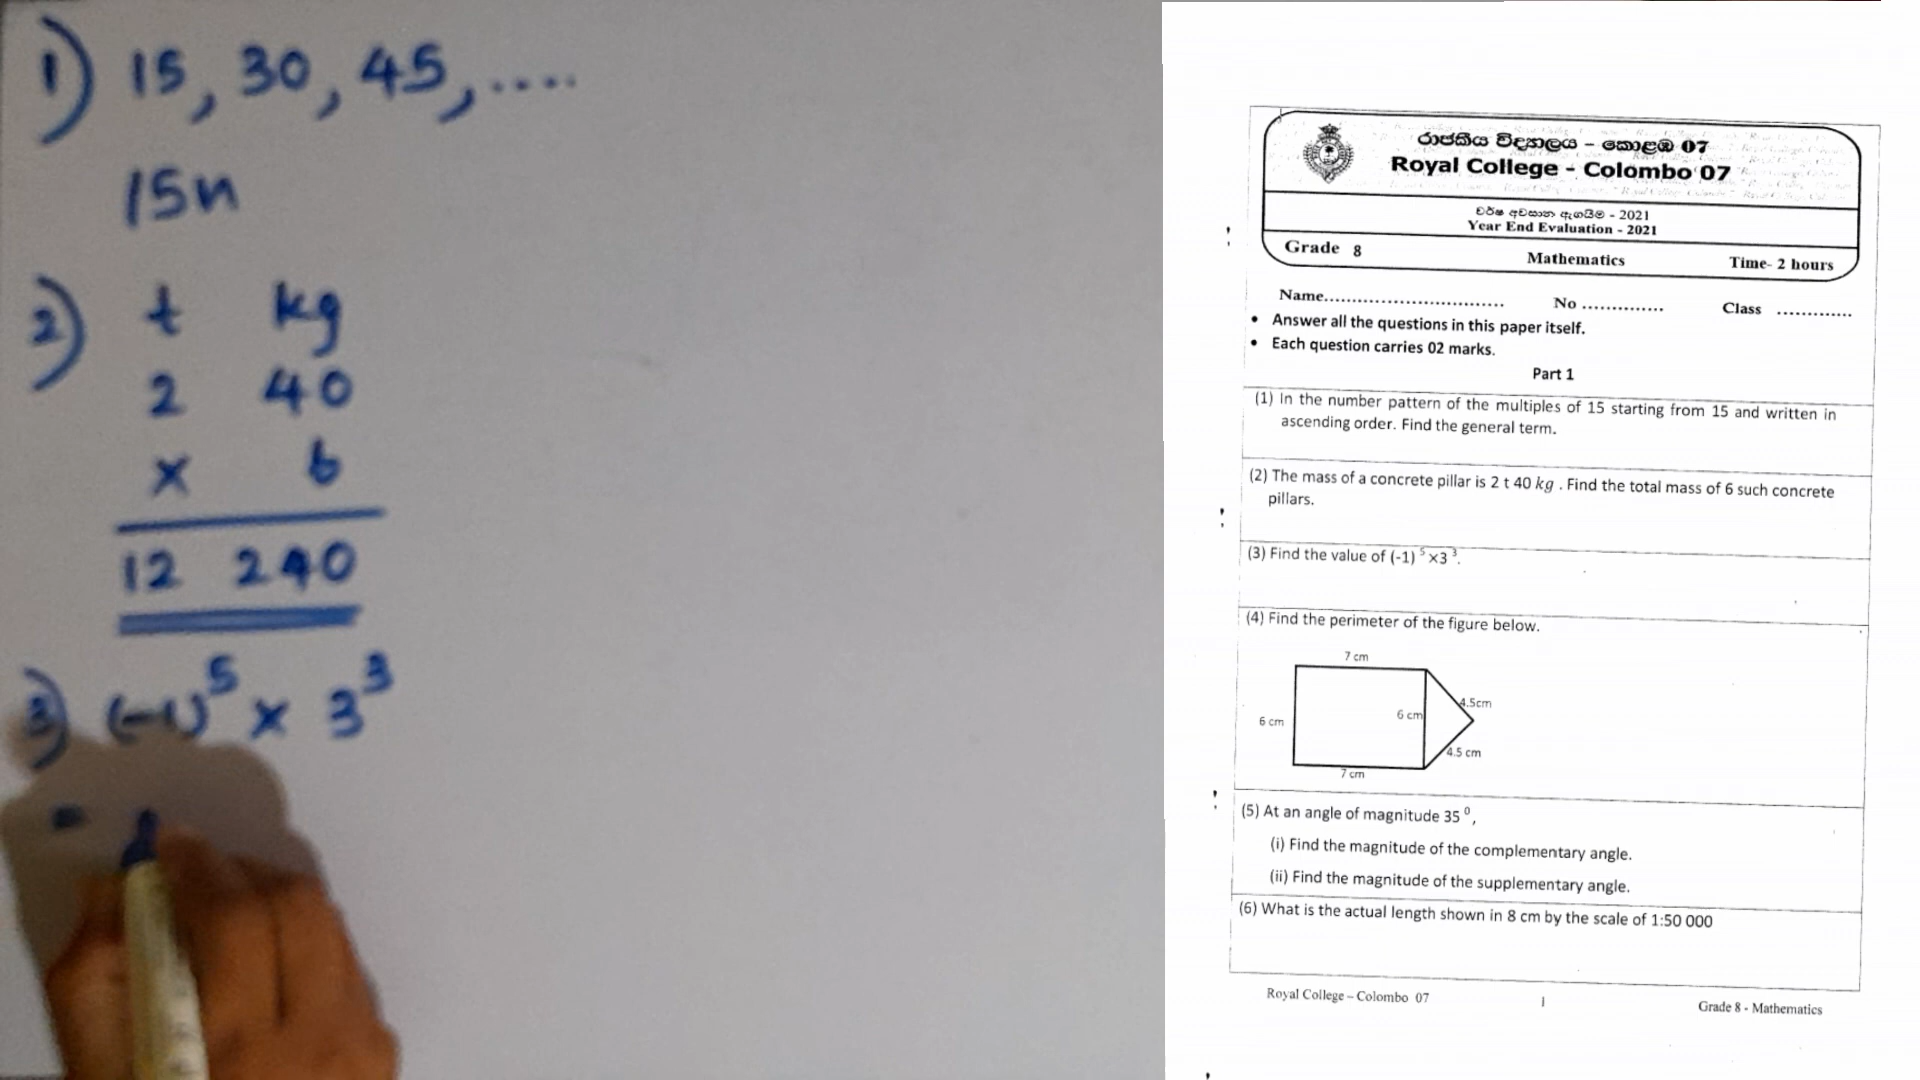 1) 15, 30, 45, ....
15n
2) t kg
2 40
x 6
12 240
3) (-1)⁵ x 3³
=
රාජකීය විද්‍යාලය – කොළඹ 07
Royal College - Colombo 07
වර්ෂ අවසාන ඇගයීම - 2021
Year End Evaluation - 2021
Grade 8 Mathematics Time- 2 hours
Name................................ No .............. Class .............
• Answer all the questions in this paper itself.
• Each question carries 02 marks.
Part 1
(1) In the number pattern of the multiples of 15 starting from 15 and written in
ascending order. Find the general term.
(2) The mass of a concrete pillar is 2 t 40 kg . Find the total mass of 6 such concrete
pillars.
(3) Find the value of (-1) ⁵ ×3 ³.
(4) Find the perimeter of the figure below.
7 cm
4.5cm
6 cm 6 cm
4.5 cm
7 cm
(5) At an angle of magnitude 35 ⁰,
(i) Find the magnitude of the complementary angle.
(ii) Find the magnitude of the supplementary angle.
(6) What is the actual length shown in 8 cm by the scale of 1:50 000
Royal College – Colombo 07 1 Grade 8 - Mathematics